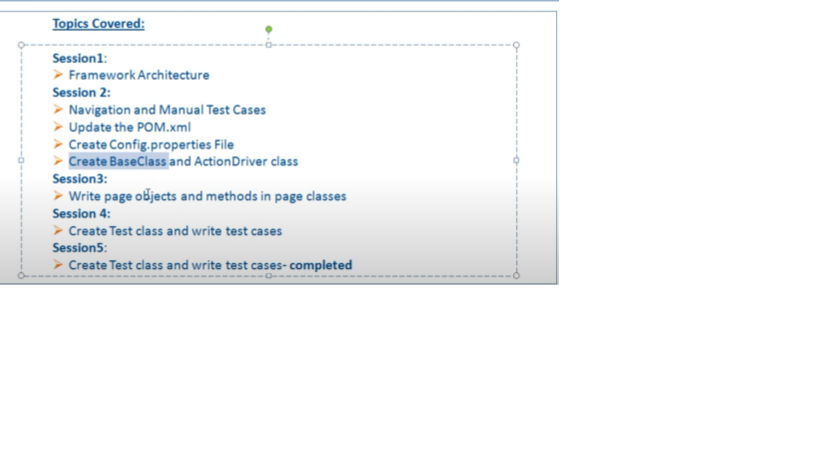 Topics Covered:
Session1:
Framework Architecture
Session 2:
Navigation and Manual Test Cases
Update the POM.xml
Create Config.properties File
Create BaseClass and ActionDriver class
Session3:
Write page objects and methods in page classes
Session 4:
Create Test class and write test cases
Session5:
Create Test class and write test cases- completed